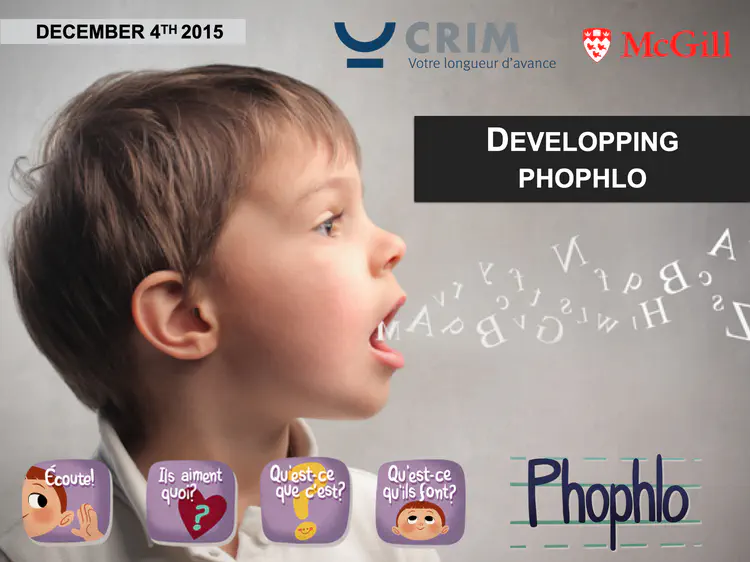 DECEMBER 4TH 2015
CRIM
Votre longueur d'avance
McGill
DEVELOPPING
PHOPHLO
Écoute!
Ils aiment
quoi?
?
Qu'est-ce
que c'est?
Qu'est-ce
qu'ils font?
Phophlo